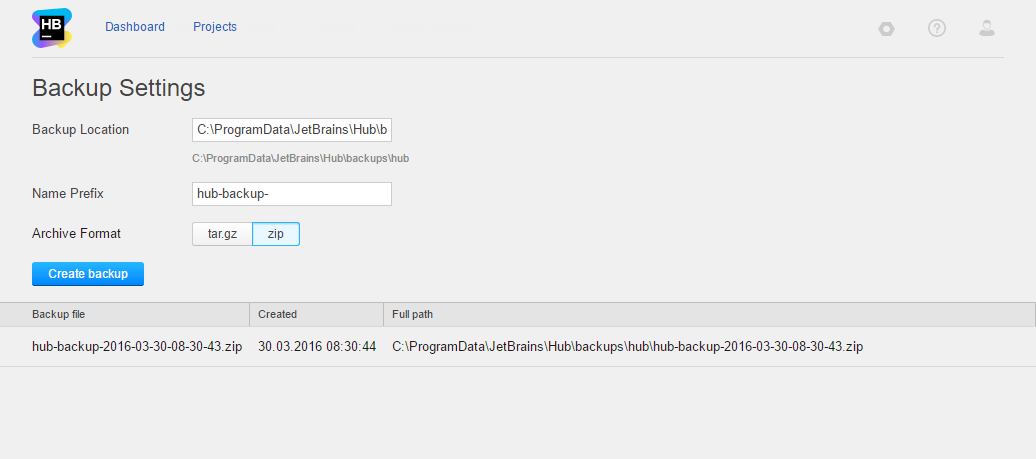 HB
Dashboard Projects
Backup Settings
Backup Location C:\ProgramData\JetBrains\Hub\b
C:\ProgramData\JetBrains\Hub\backups\hub
Name Prefix hub-backup-
Archive Format tar.gz zip
Create backup
Backup file Created Full path
hub-backup-2016-03-30-08-30-43.zip 30.03.2016 08:30:44 C:\ProgramData\JetBrains\Hub\backups\hub\hub-backup-2016-03-30-08-30-43.zip